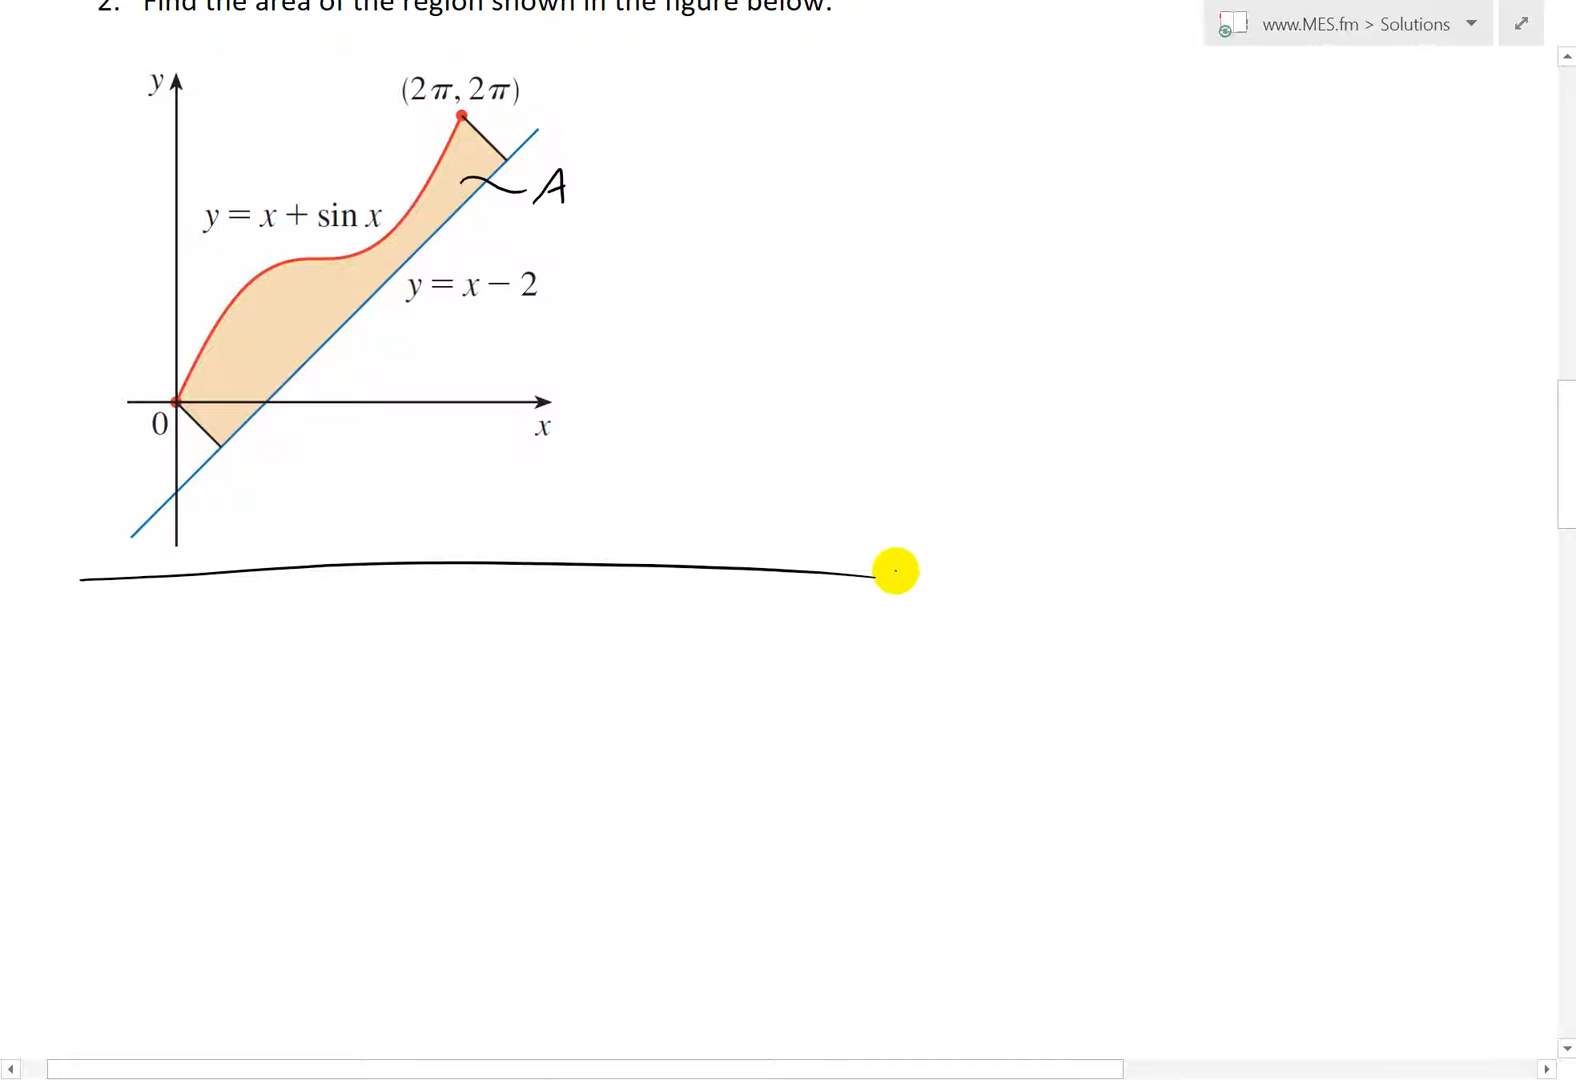 2. Find the area of the region shown in the figure below.
www.MES.fm > Solutions
y
(2π, 2π)
A
y = x + sin x
y = x − 2
0
x